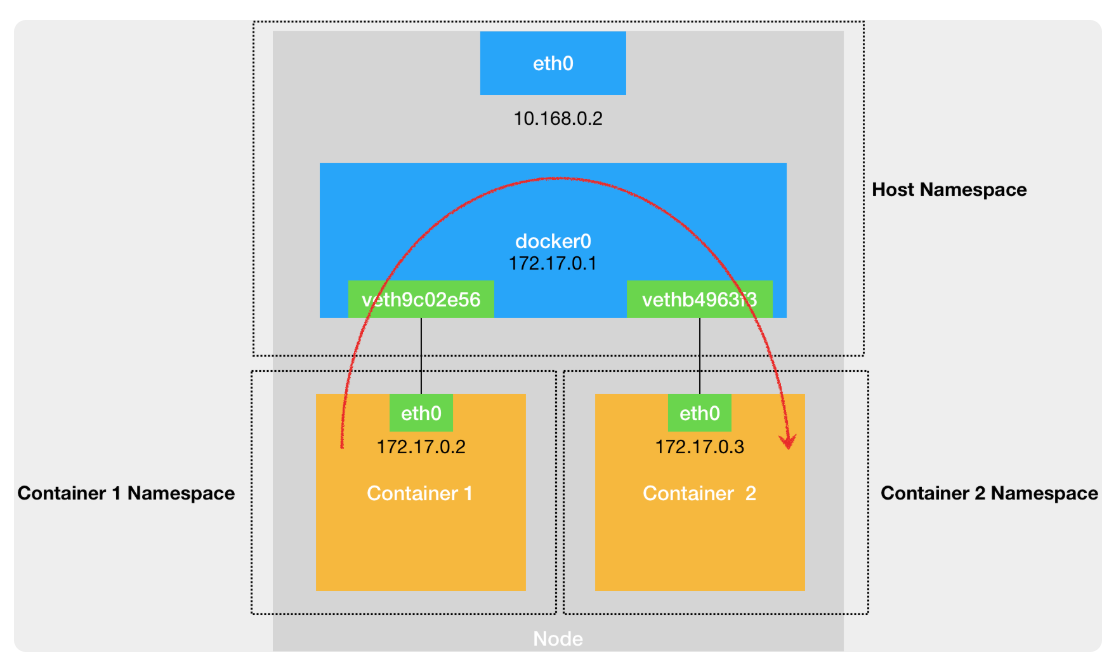 eth0
10.168.0.2
Host Namespace
docker0
172.17.0.1
veth9c02e56
vethb4963f3
eth0
eth0
172.17.0.2
172.17.0.3
Container 1 Namespace
Container 1
Container 2
Container 2 Namespace
Node